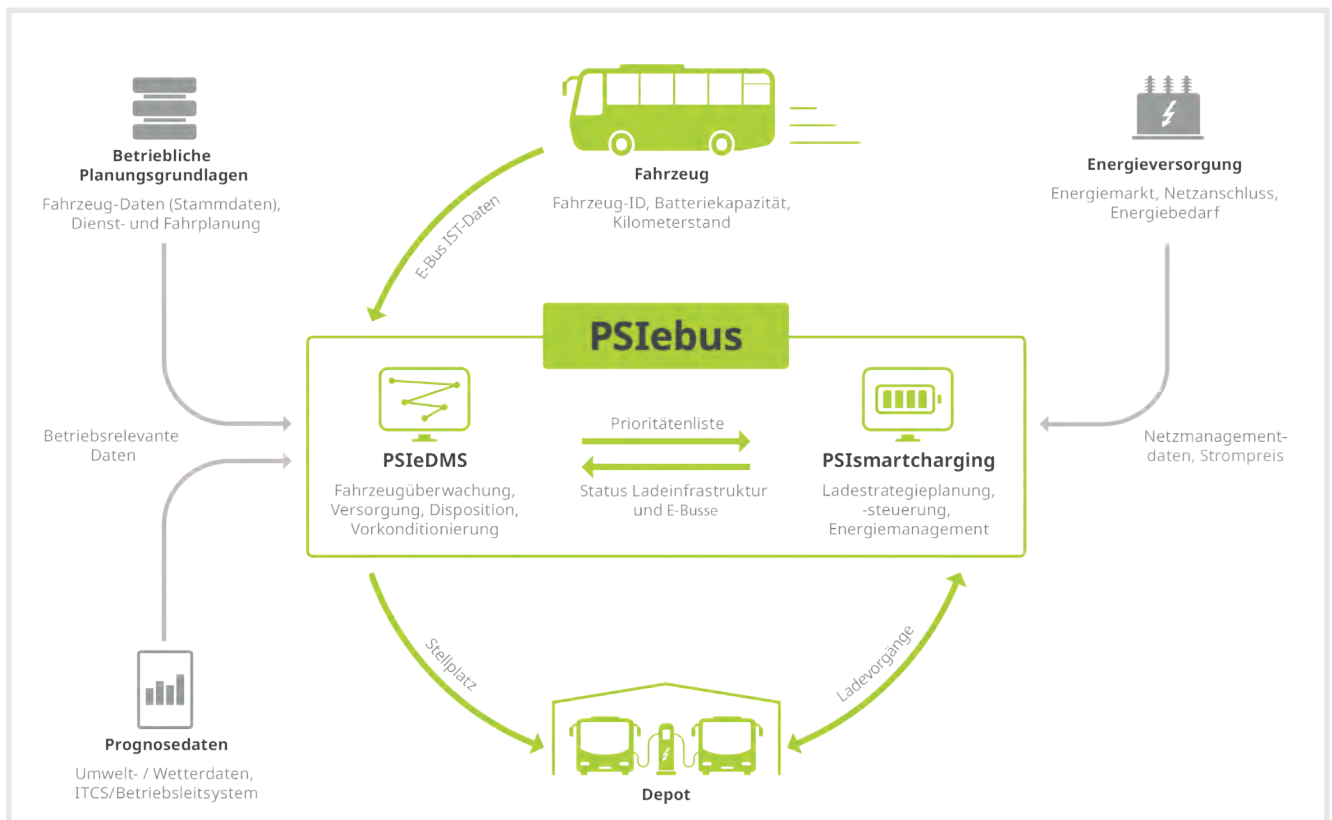 Betriebliche
Planungsgrundlagen
Fahrzeug-Daten (Stammdaten),
Dienst- und Fahrplanung
Fahrzeug
Fahrzeug-ID, Batteriekapazität,
Kilometerstand
Energieversorgung
Energiemarkt, Netzanschluss,
Energiebedarf
E-Bus IST-Daten
PSIebus
Betriebsrelevante
Daten
PSIeDMS
Fahrzeugüberwachung,
Versorgung, Disposition,
Vorkonditionierung
Prioritätenliste
Status Ladeinfrastruktur
und E-Busse
PSIsmartcharging
Ladestrategieplanung,
-steuerung,
Energiemanagement
Netzmanagement-
daten, Strompreis
Stellplatz
Ladevorgänge
Prognosedaten
Umwelt- / Wetterdaten,
ITCS/Betriebsleitsystem
Depot